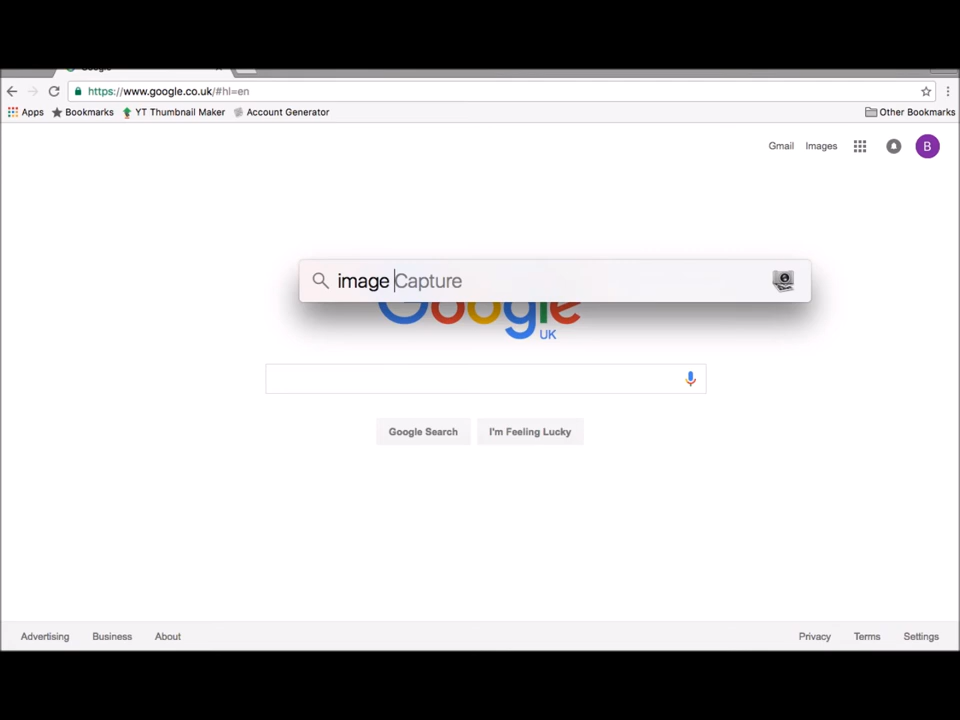 Google
https://www.google.co.uk/#hl=en
Apps Bookmarks YT Thumbnail Maker Account Generator Other Bookmarks
Gmail Images B
image Capture
Google
UK
Google Search I'm Feeling Lucky
Advertising Business About Privacy Terms Settings